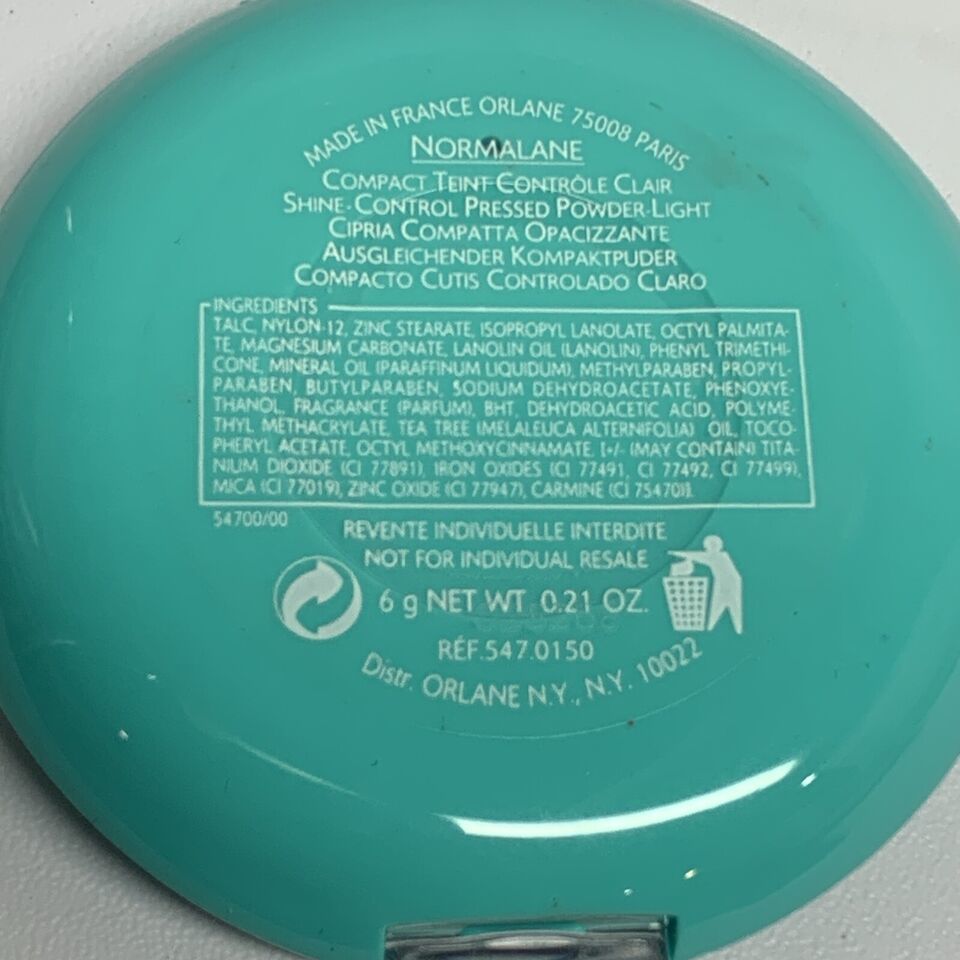 MADE IN FRANCE ORLANE 75008 PARIS
NORMALANE
COMPACT TEINT CONTRÔLE CLAIR
SHINE-CONTROL PRESSED POWDER-LIGHT
CIPRIA COMPATTA OPACIZZANTE
AUSGLEICHENDER KOMPAKTPUDER
COMPACTO CUTIS CONTROLADO CLARO
INGREDIENTS
TALC, NYLON-12, ZINC STEARATE, ISOPROPYL LANOLATE, OCTYL PALMITA-
TE, MAGNESIUM CARBONATE, LANOLIN OIL (LANOLIN), PHENYL TRIMETHI-
CONE, MINERAL OIL (PARAFFINUM LIQUIDUM), METHYLPARABEN, PROPYL-
PARABEN, BUTYLPARABEN, SODIUM DEHYDROACETATE, PHENOXYE-
THANOL, FRAGRANCE (PARFUM), BHT, DEHYDROACETIC ACID, POLYME-
THYL METHACRYLATE, TEA TREE (MELALEUCA ALTERNIFOLIA) OIL, TOCO-
PHERYL ACETATE, OCTYL METHOXYCINNAMATE, [+/- (MAY CONTAIN) TITA-
NIUM DIOXIDE (CI 77891), IRON OXIDES (CI 77491, CI 77492, CI 77499),
MICA (CI 77019), ZINC OXIDE (CI 77947), CARMINE (CI 75470)].
54700/00
REVENTE INDIVIDUELLE INTERDITE
NOT FOR INDIVIDUAL RESALE
6 g NET WT 0.21 OZ.
RÉF.547.0150
Distr. ORLANE N.Y., N.Y. 10022